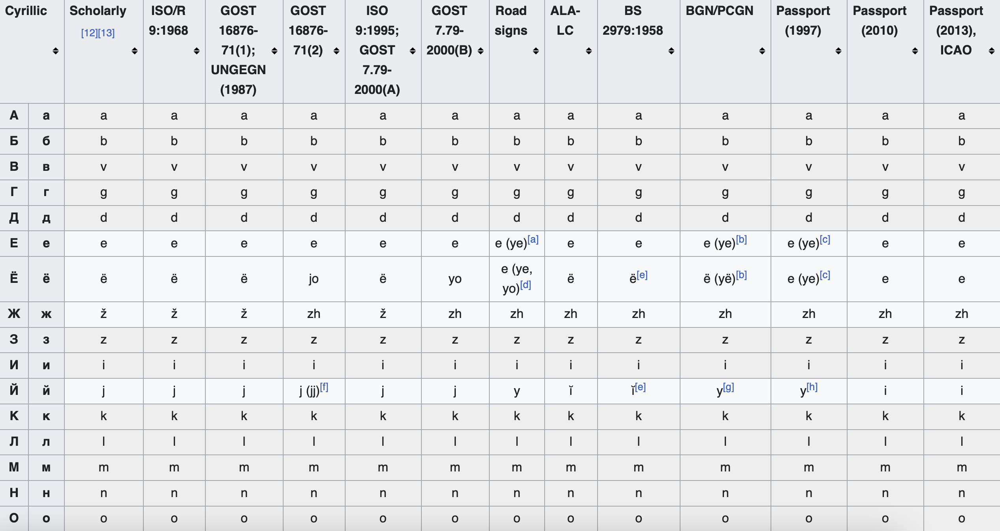 Cyrillic Scholarly [12][13] ISO/R 9:1968 GOST 16876-71(1); UNGEGN (1987) GOST 16876-71(2) ISO 9:1995; GOST 7.79-2000(A) GOST 7.79-2000(B) Road signs ALA-LC BS 2979:1958 BGN/PCGN Passport (1997) Passport (2010) Passport (2013), ICAO
А а a a a a a a a a a a a a a
Б б b b b b b b b b b b b b b
В в v v v v v v v v v v v v v
Г г g g g g g g g g g g g g g
Д д d d d d d d d d d d d d d
Е е e e e e e e e (ye)[a] e e e (ye)[b] e (ye)[c] e e
Ё ё ë ë ë jo ë yo e (ye, yo)[d] ë ë[e] ë (yë)[b] e (ye)[c] e e
Ж ж ž ž ž zh ž zh zh zh zh zh zh zh zh
З з z z z z z z z z z z z z z
И и i i i i i i i i i i i i i
Й й j j j j (jj)[f] j j y ĭ ĭ[e] y[g] y[h] i i
К к k k k k k k k k k k k k k
Л л l l l l l l l l l l l l l
М м m m m m m m m m m m m m m
Н н n n n n n n n n n n n n n
О о o o o o o o o o o o o o o